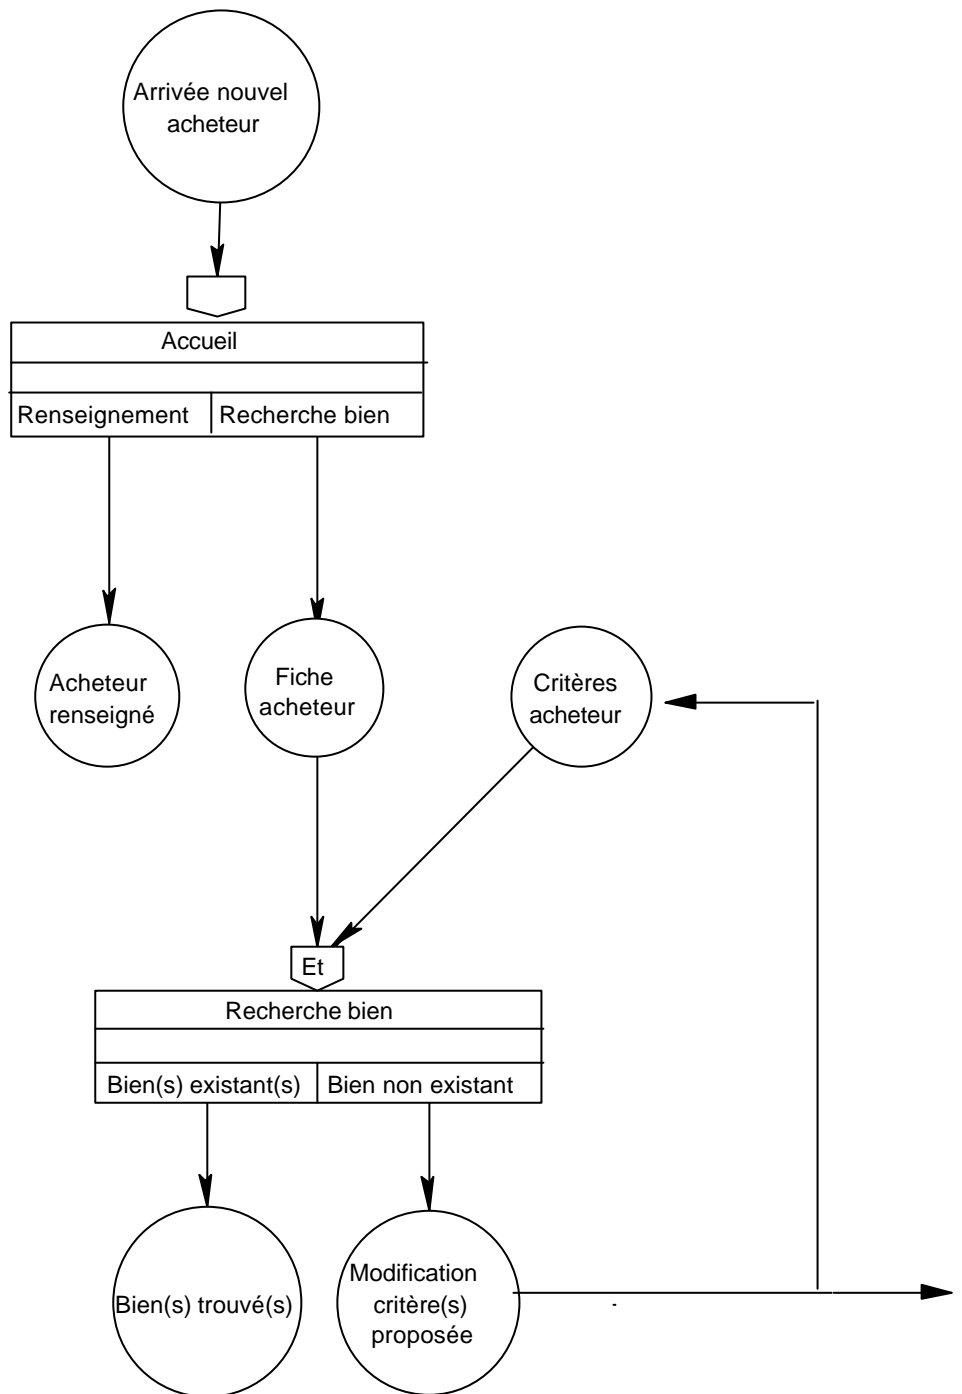 Arrivée nouvel
acheteur
Accueil
Renseignement
Recherche bien
Acheteur
renseigné
Fiche
acheteur
Critères
acheteur
Et
Recherche bien
Bien(s) existant(s)
Bien non existant
Bien(s) trouvé(s)
Modification
critère(s)
proposée